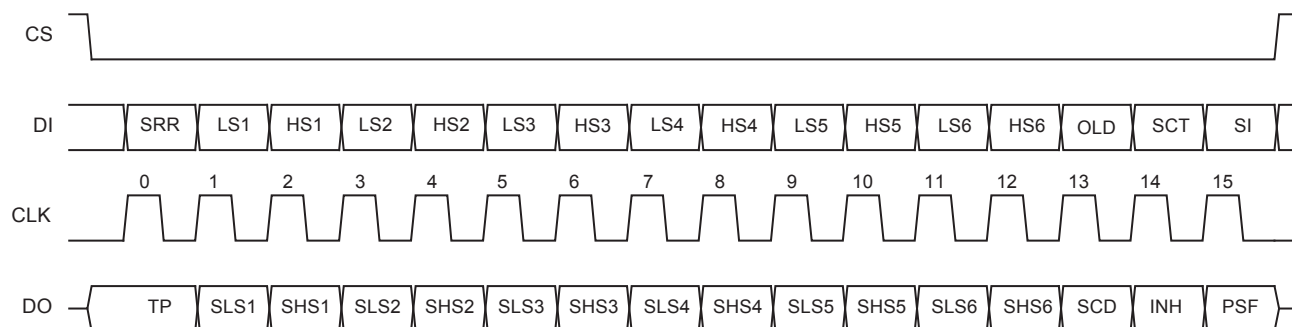 CS
DI SRR LS1 HS1 LS2 HS2 LS3 HS3 LS4 HS4 LS5 HS5 LS6 HS6 OLD SCT SI
0 1 2 3 4 5 6 7 8 9 10 11 12 13 14 15
CLK
DO TP SLS1 SHS1 SLS2 SHS2 SLS3 SHS3 SLS4 SHS4 SLS5 SHS5 SLS6 SHS6 SCD INH PSF